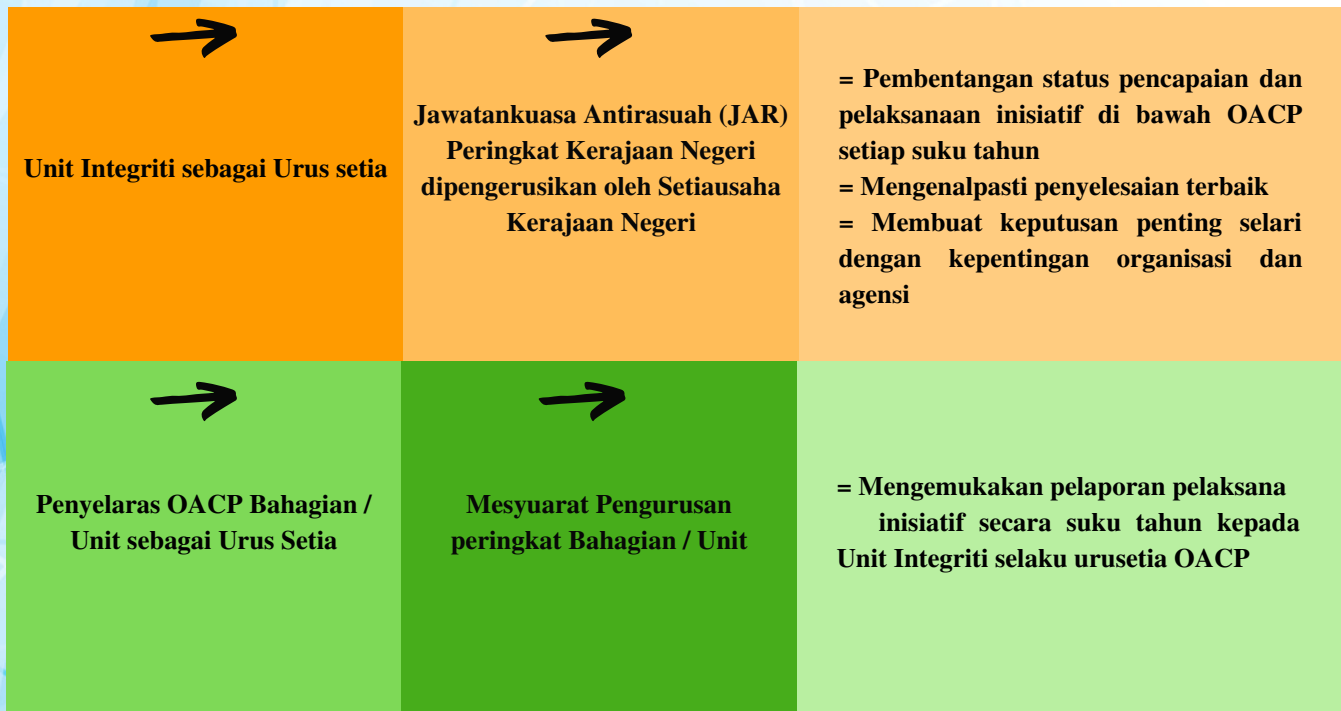 Unit Integriti sebagai Urus setia
Jawatankuasa Antirasuah (JAR)
Peringkat Kerajaan Negeri
dipengerusikan oleh Setiausaha
Kerajaan Negeri
= Pembentangan status pencapaian dan
pelaksanaan inisiatif di bawah OACP
setiap suku tahun
= Mengenalpasti penyelesaian terbaik
= Membuat keputusan penting selari
dengan kepentingan organisasi dan
agensi
Penyelaras OACP Bahagian /
Unit sebagai Urus Setia
Mesyuarat Pengurusan
peringkat Bahagian / Unit
= Mengemukakan pelaporan pelaksana
inisiatif secara suku tahun kepada
Unit Integriti selaku urusetia OACP